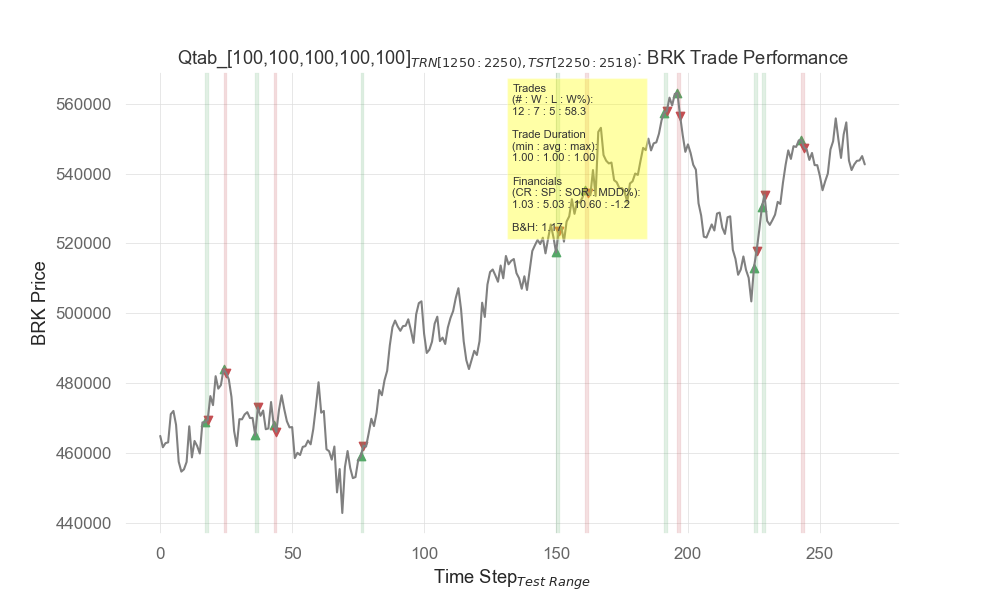 Qtab_[100,100,100,100,100]TRN[1250:2250),TST[2250:2518): BRK Trade Performance
Trades
(# : W : L : W%):
12 : 7 : 5 : 58.3
Trade Duration
(min : avg : max):
1.00 : 1.00 : 1.00
Financials
(CR : SP : SOR : MDD%):
1.03 : 5.03 : 10.60 : -1.2
B&H: 1.17
BRK Price
560000
540000
520000
500000
480000
460000
440000
0 50 100 150 200 250
Time StepTest Range